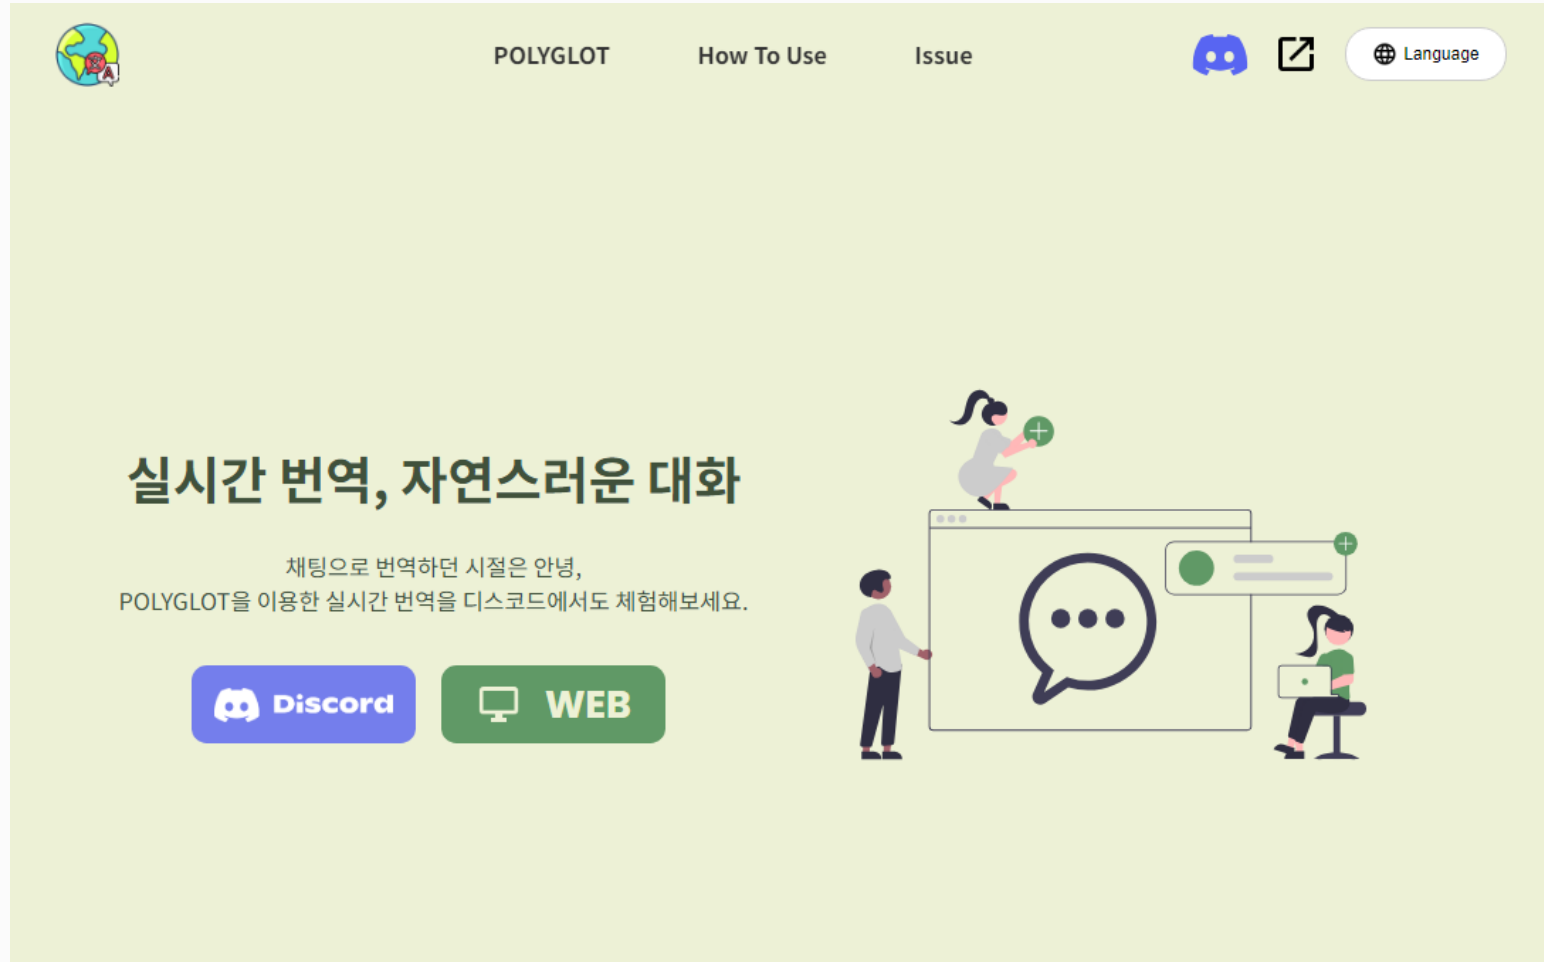 POLYGLOT
How To Use
Issue
Language
실시간 번역, 자연스러운 대화
채팅으로 번역하던 시절은 안녕,
POLYGLOT을 이용한 실시간 번역을 디스코드에서도 체험해보세요.
Discord
WEB
A